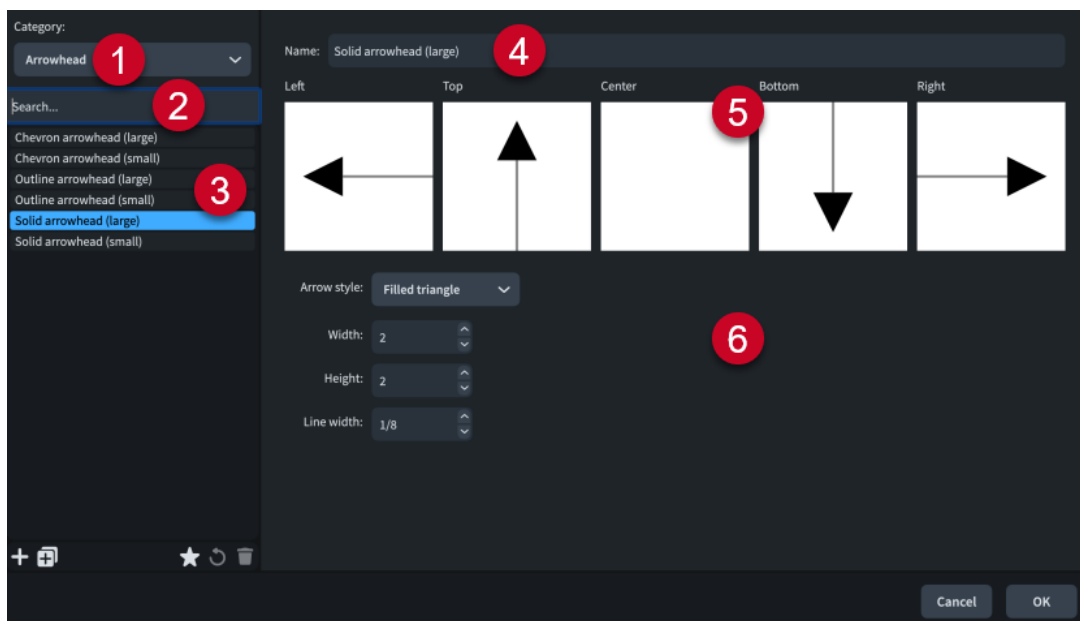 Category:
Arrowhead
1
Search...
2
Chevron arrowhead (large)
Chevron arrowhead (small)
Outline arrowhead (large)
Outline arrowhead (small)
Solid arrowhead (large)
Solid arrowhead (small)
3
Name: Solid arrowhead (large)
4
Left Top Center Bottom Right
5
Arrow style: Filled triangle
Width: 2
Height: 2
Line width: 1/8
6
Cancel OK